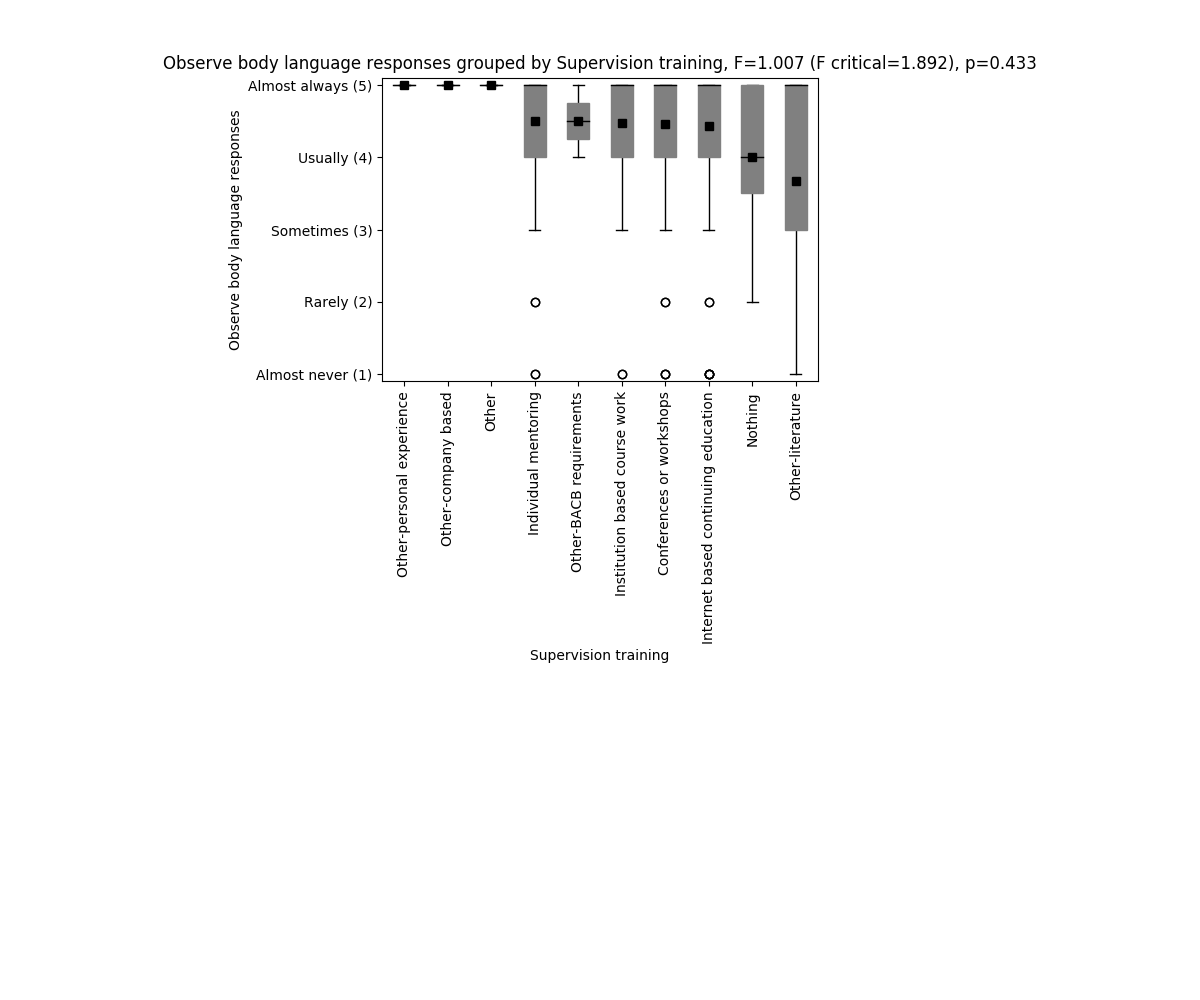 Observe body language responses grouped by Supervision training, F=1.007 (F critical=1.892), p=0.433
Observe body language responses
Almost always (5)
Usually (4)
Sometimes (3)
Rarely (2)
Almost never (1)
Other-personal experience
Other-company based
Other
Individual mentoring
Other-BACB requirements
Institution based course work
Conferences or workshops
Internet based continuing education
Nothing
Other-literature
Supervision training